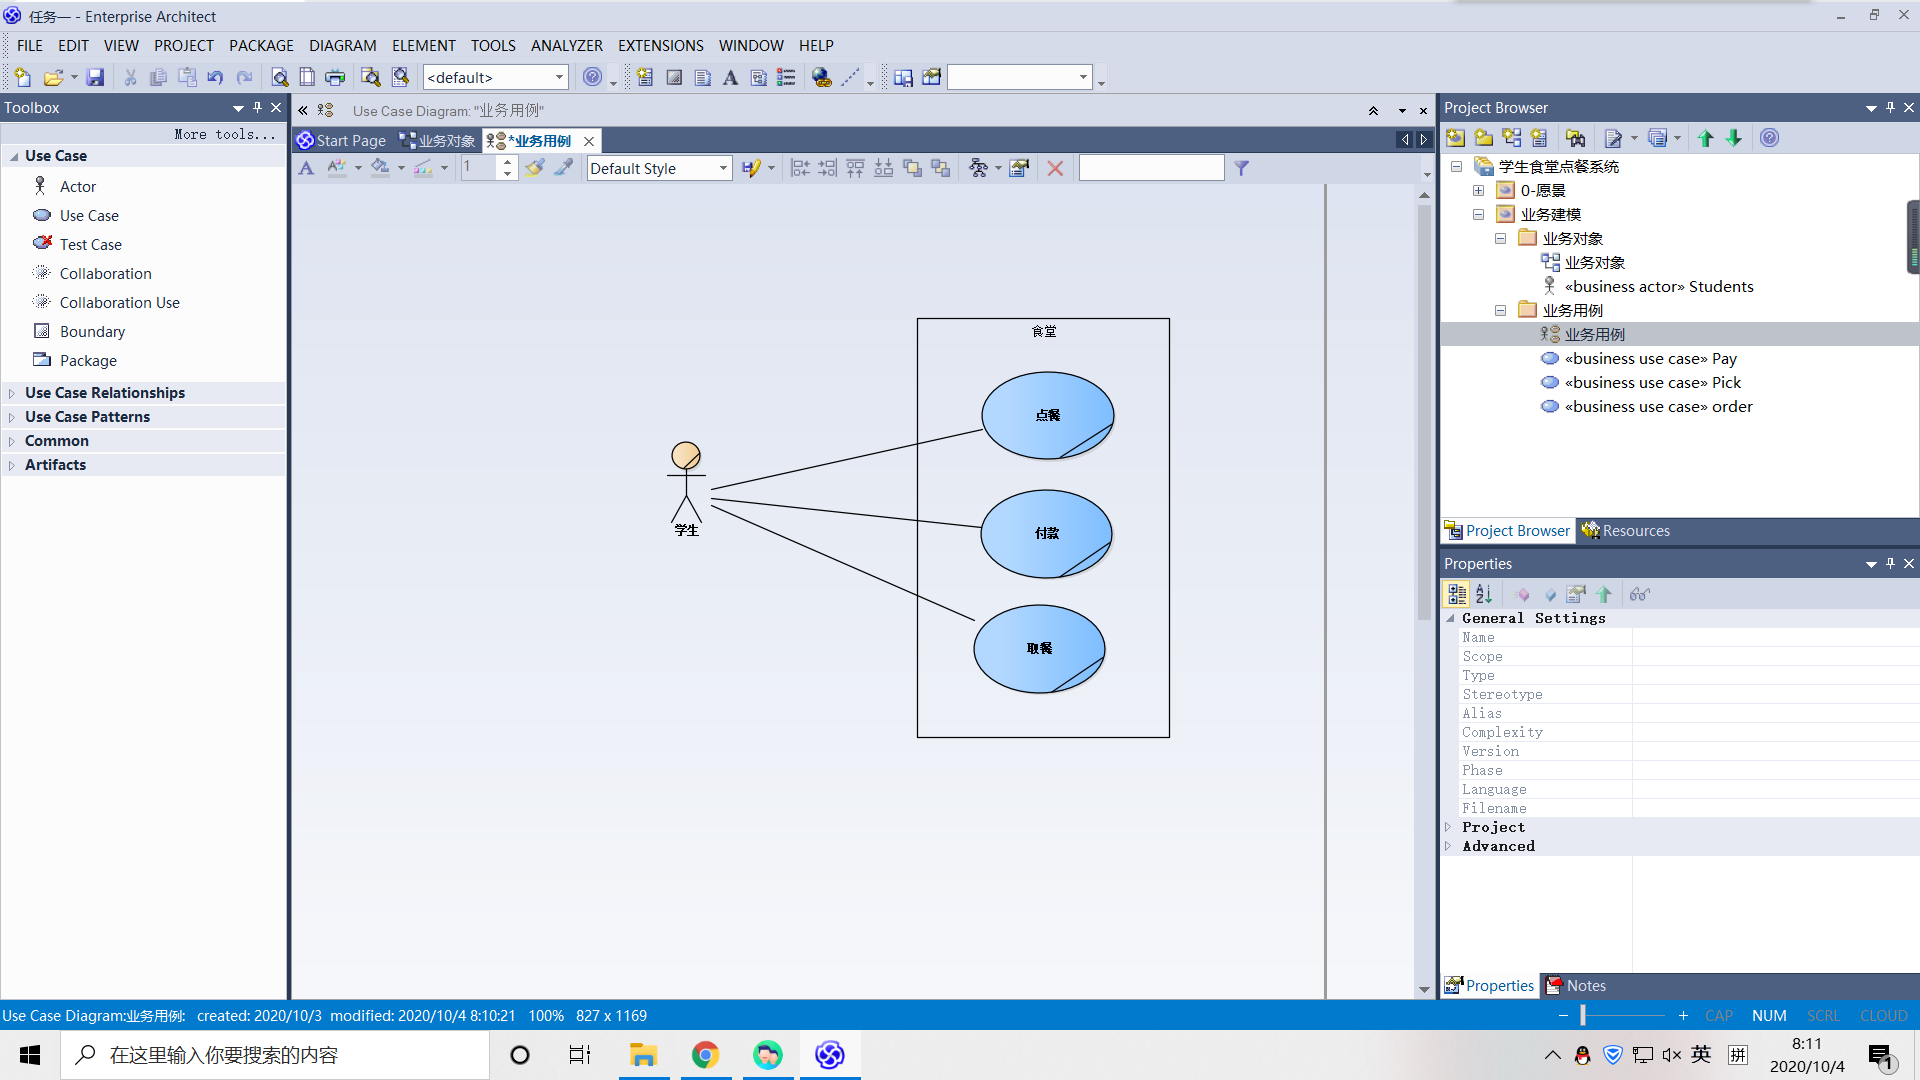 任务一 - Enterprise Architect
FILE EDIT VIEW PROJECT PACKAGE DIAGRAM ELEMENT TOOLS ANALYZER EXTENSIONS WINDOW HELP
<default>
Toolbox
More tools...
Use Case
Actor
Use Case
Test Case
Collaboration
Collaboration Use
Boundary
Package
Use Case Relationships
Use Case Patterns
Common
Artifacts
Use Case Diagram: "业务用例"
Start Page 业务对象 *业务用例
1 Default Style
食堂
点餐
付款
取餐
学生
Project Browser
学生食堂点餐系统
0-愿景
业务建模
业务对象
业务对象
«business actor» Students
业务用例
业务用例
«business use case» Pay
«business use case» Pick
«business use case» order
Project Browser Resources
Properties
General Settings
Name
Scope
Type
Stereotype
Alias
Complexity
Version
Phase
Language
Filename
Project
Advanced
Properties Notes
Use Case Diagram:业务用例: created: 2020/10/3 modified: 2020/10/4 8:10:21 100% 827 x 1169
CAP NUM SCRL CLOUD
在这里输入你要搜索的内容
英 拼
8:11
2020/10/4
1